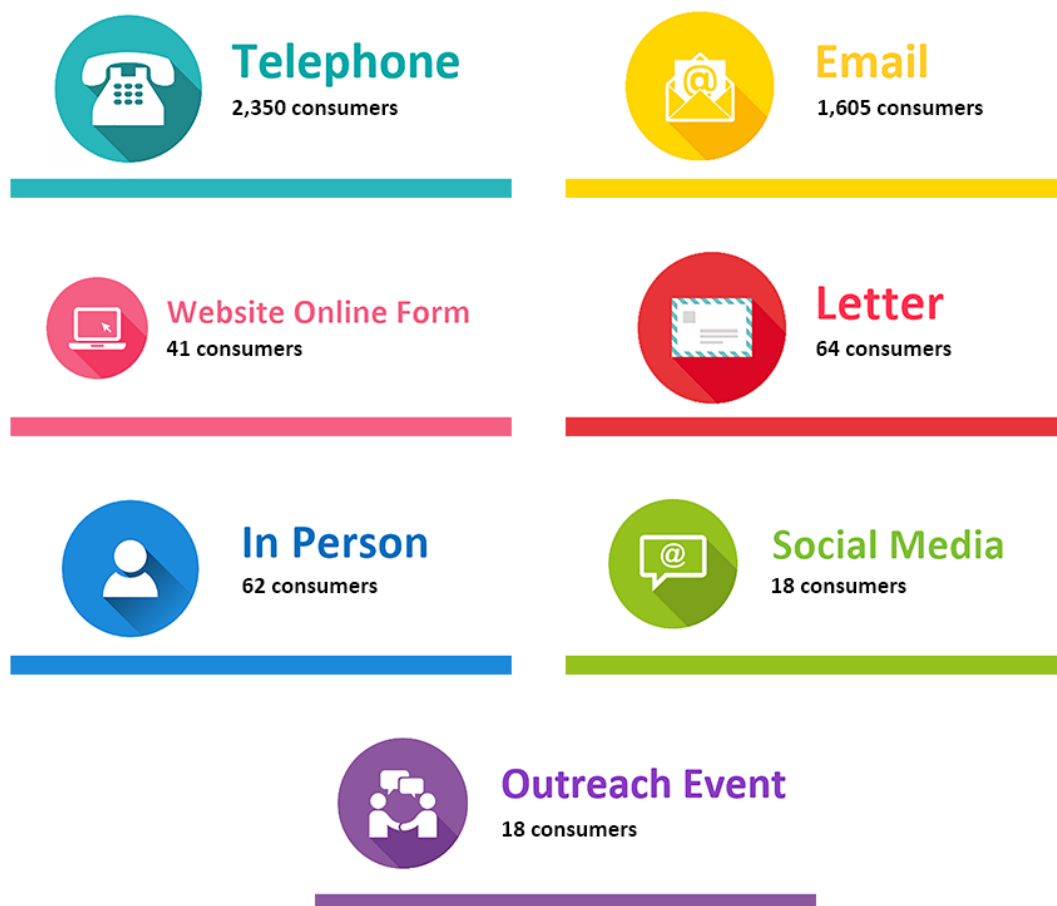 Telephone
2,350 consumers
Email
1,605 consumers
Website Online Form
41 consumers
Letter
64 consumers
In Person
62 consumers
@
Social Media
18 consumers
Outreach Event
18 consumers